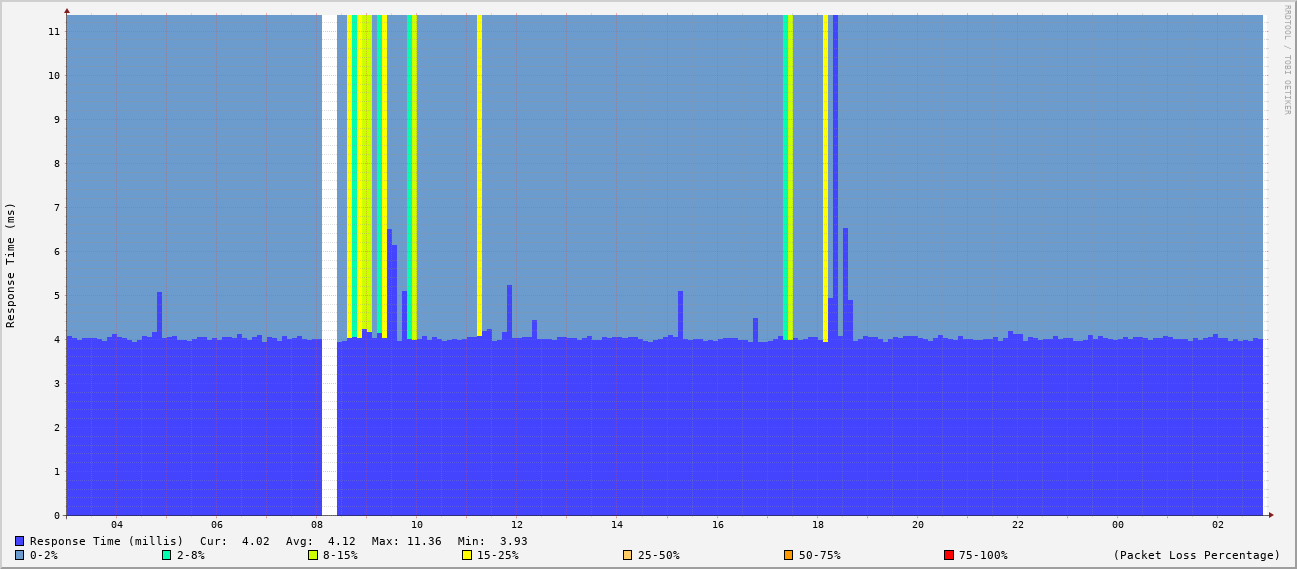 RRDTOOL / TOBI OETIKER
Response Time (ms)
11
10
9
8
7
6
5
4
3
2
1
0
04 06 08 10 12 14 16 18 20 22 00 02
Response Time (millis) Cur: 4.02 Avg: 4.12 Max: 11.36 Min: 3.93
0-2% 2-8% 8-15% 15-25% 25-50% 50-75% 75-100% (Packet Loss Percentage)